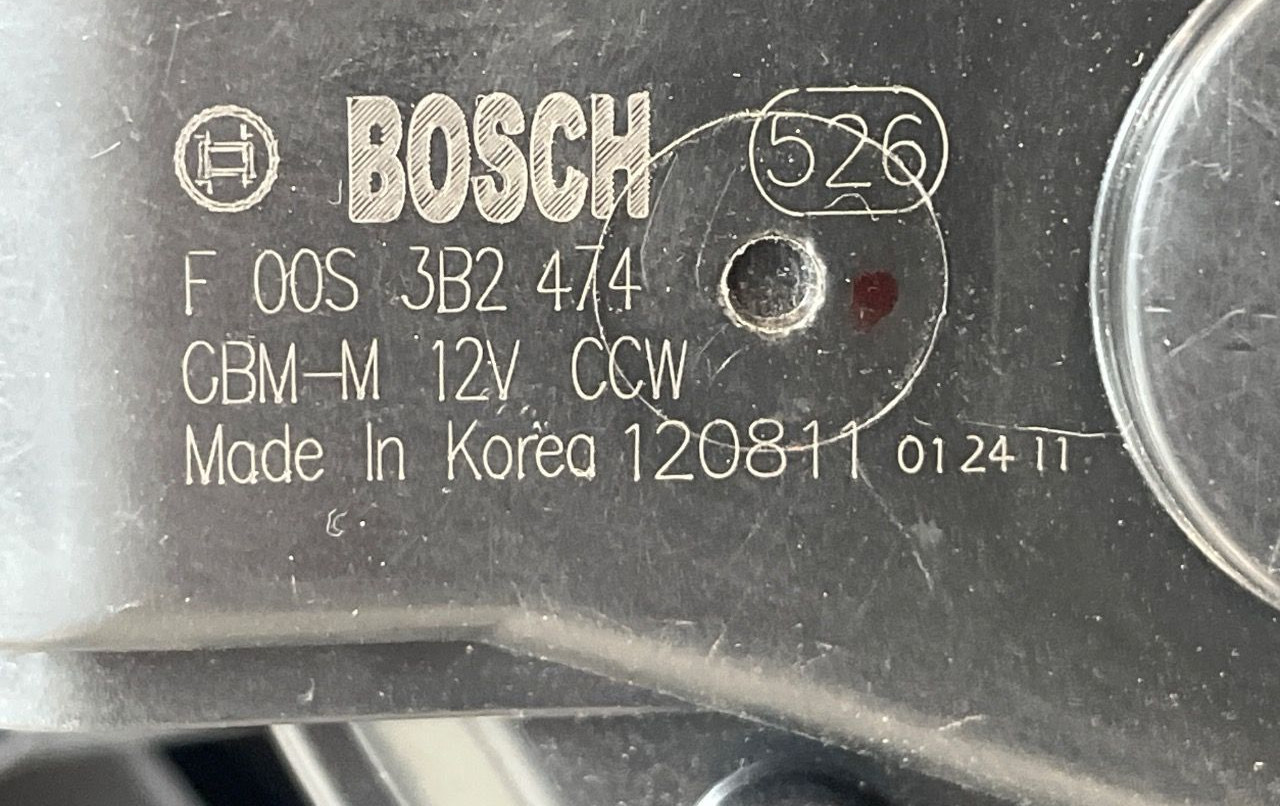 BOSCH 526
F 00S 3B2 474
CBM-M 12V CCW
Made In Korea 120811 01 24 11